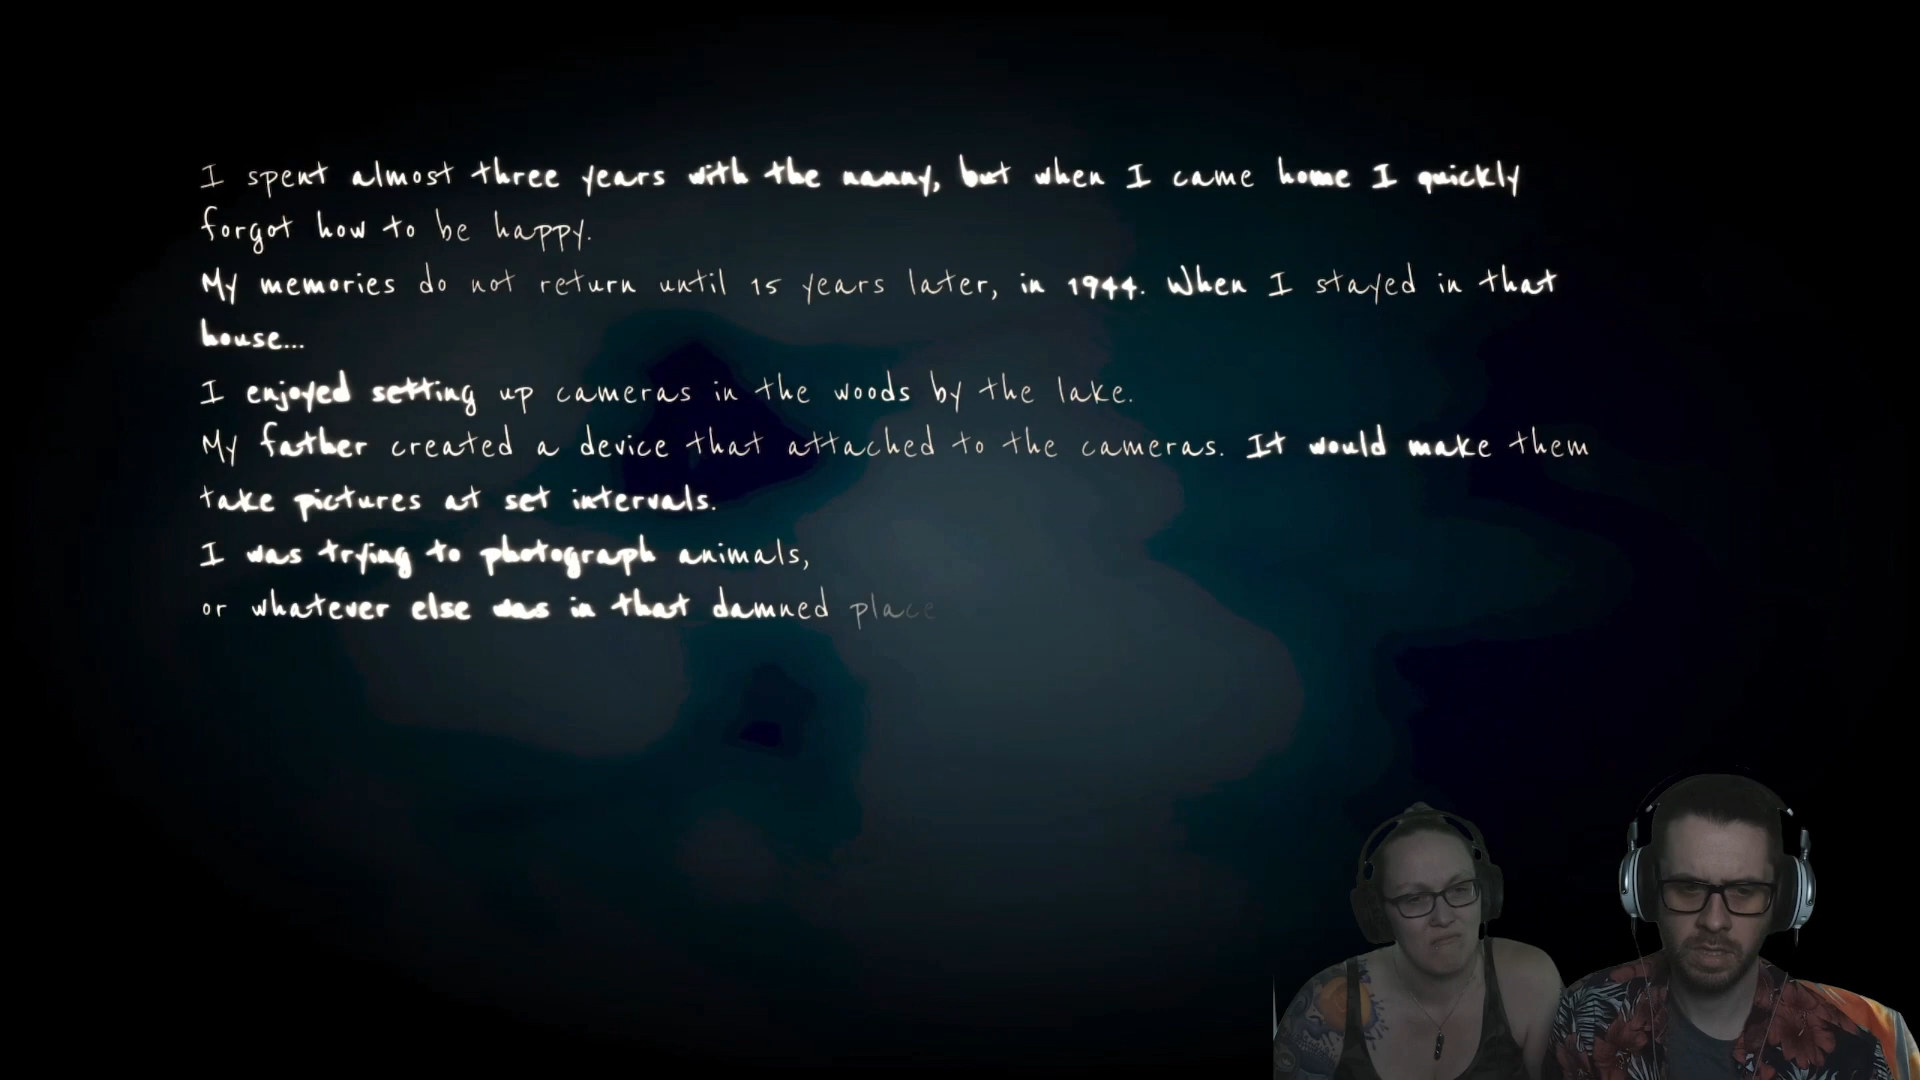 I spent almost three years with the nanny, but when I came home I quickly
forgot how to be happy.
My memories do not return until 15 years later, in 1944. When I stayed in that
house...
I enjoyed setting up cameras in the woods by the lake.
My father created a device that attached to the cameras. It would make them
take pictures at set intervals.
I was trying to photograph animals,
or whatever else was in that damned place